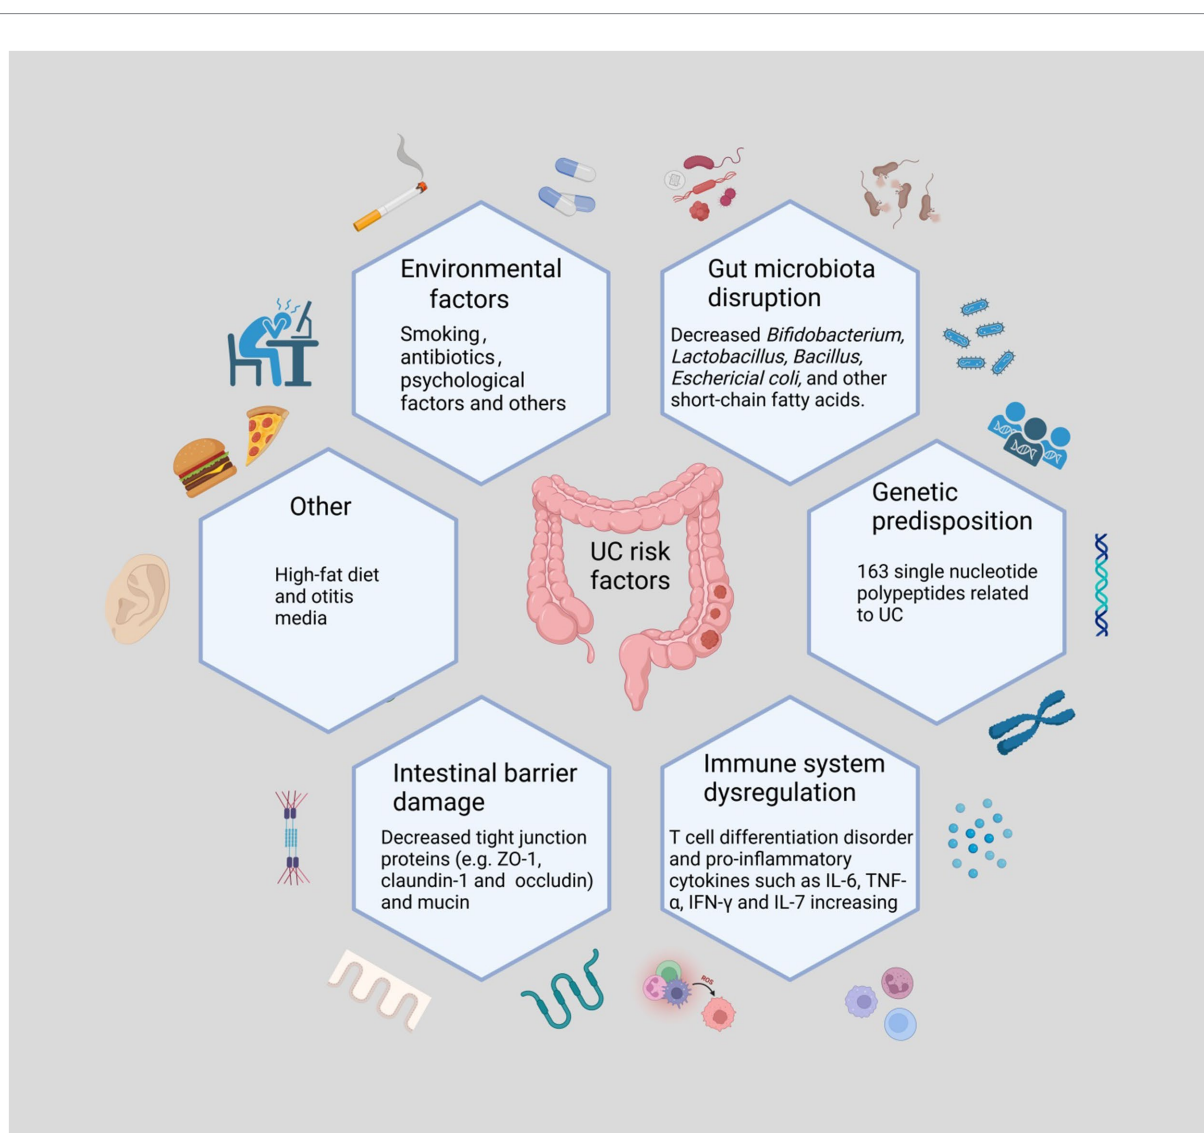 Environmental
factors
Smoking,
antibiotics,
psychological
factors and others
Gut microbiota
disruption
Decreased Bifidobacterium,
Lactobacillus, Bacillus,
Eschericial coli, and other
short-chain fatty acids.
Other
High-fat diet
and otitis
media
UC risk
factors
Genetic
predisposition
163 single nucleotide
polypeptides related
to UC
Intestinal barrier
damage
Decreased tight junction
proteins (e.g. ZO-1,
claundin-1 and occludin)
and mucin
Immune system
dysregulation
T cell differentiation disorder
and pro-inflammatory
cytokines such as IL-6, TNF-
α, IFN-γ and IL-7 increasing
ROS